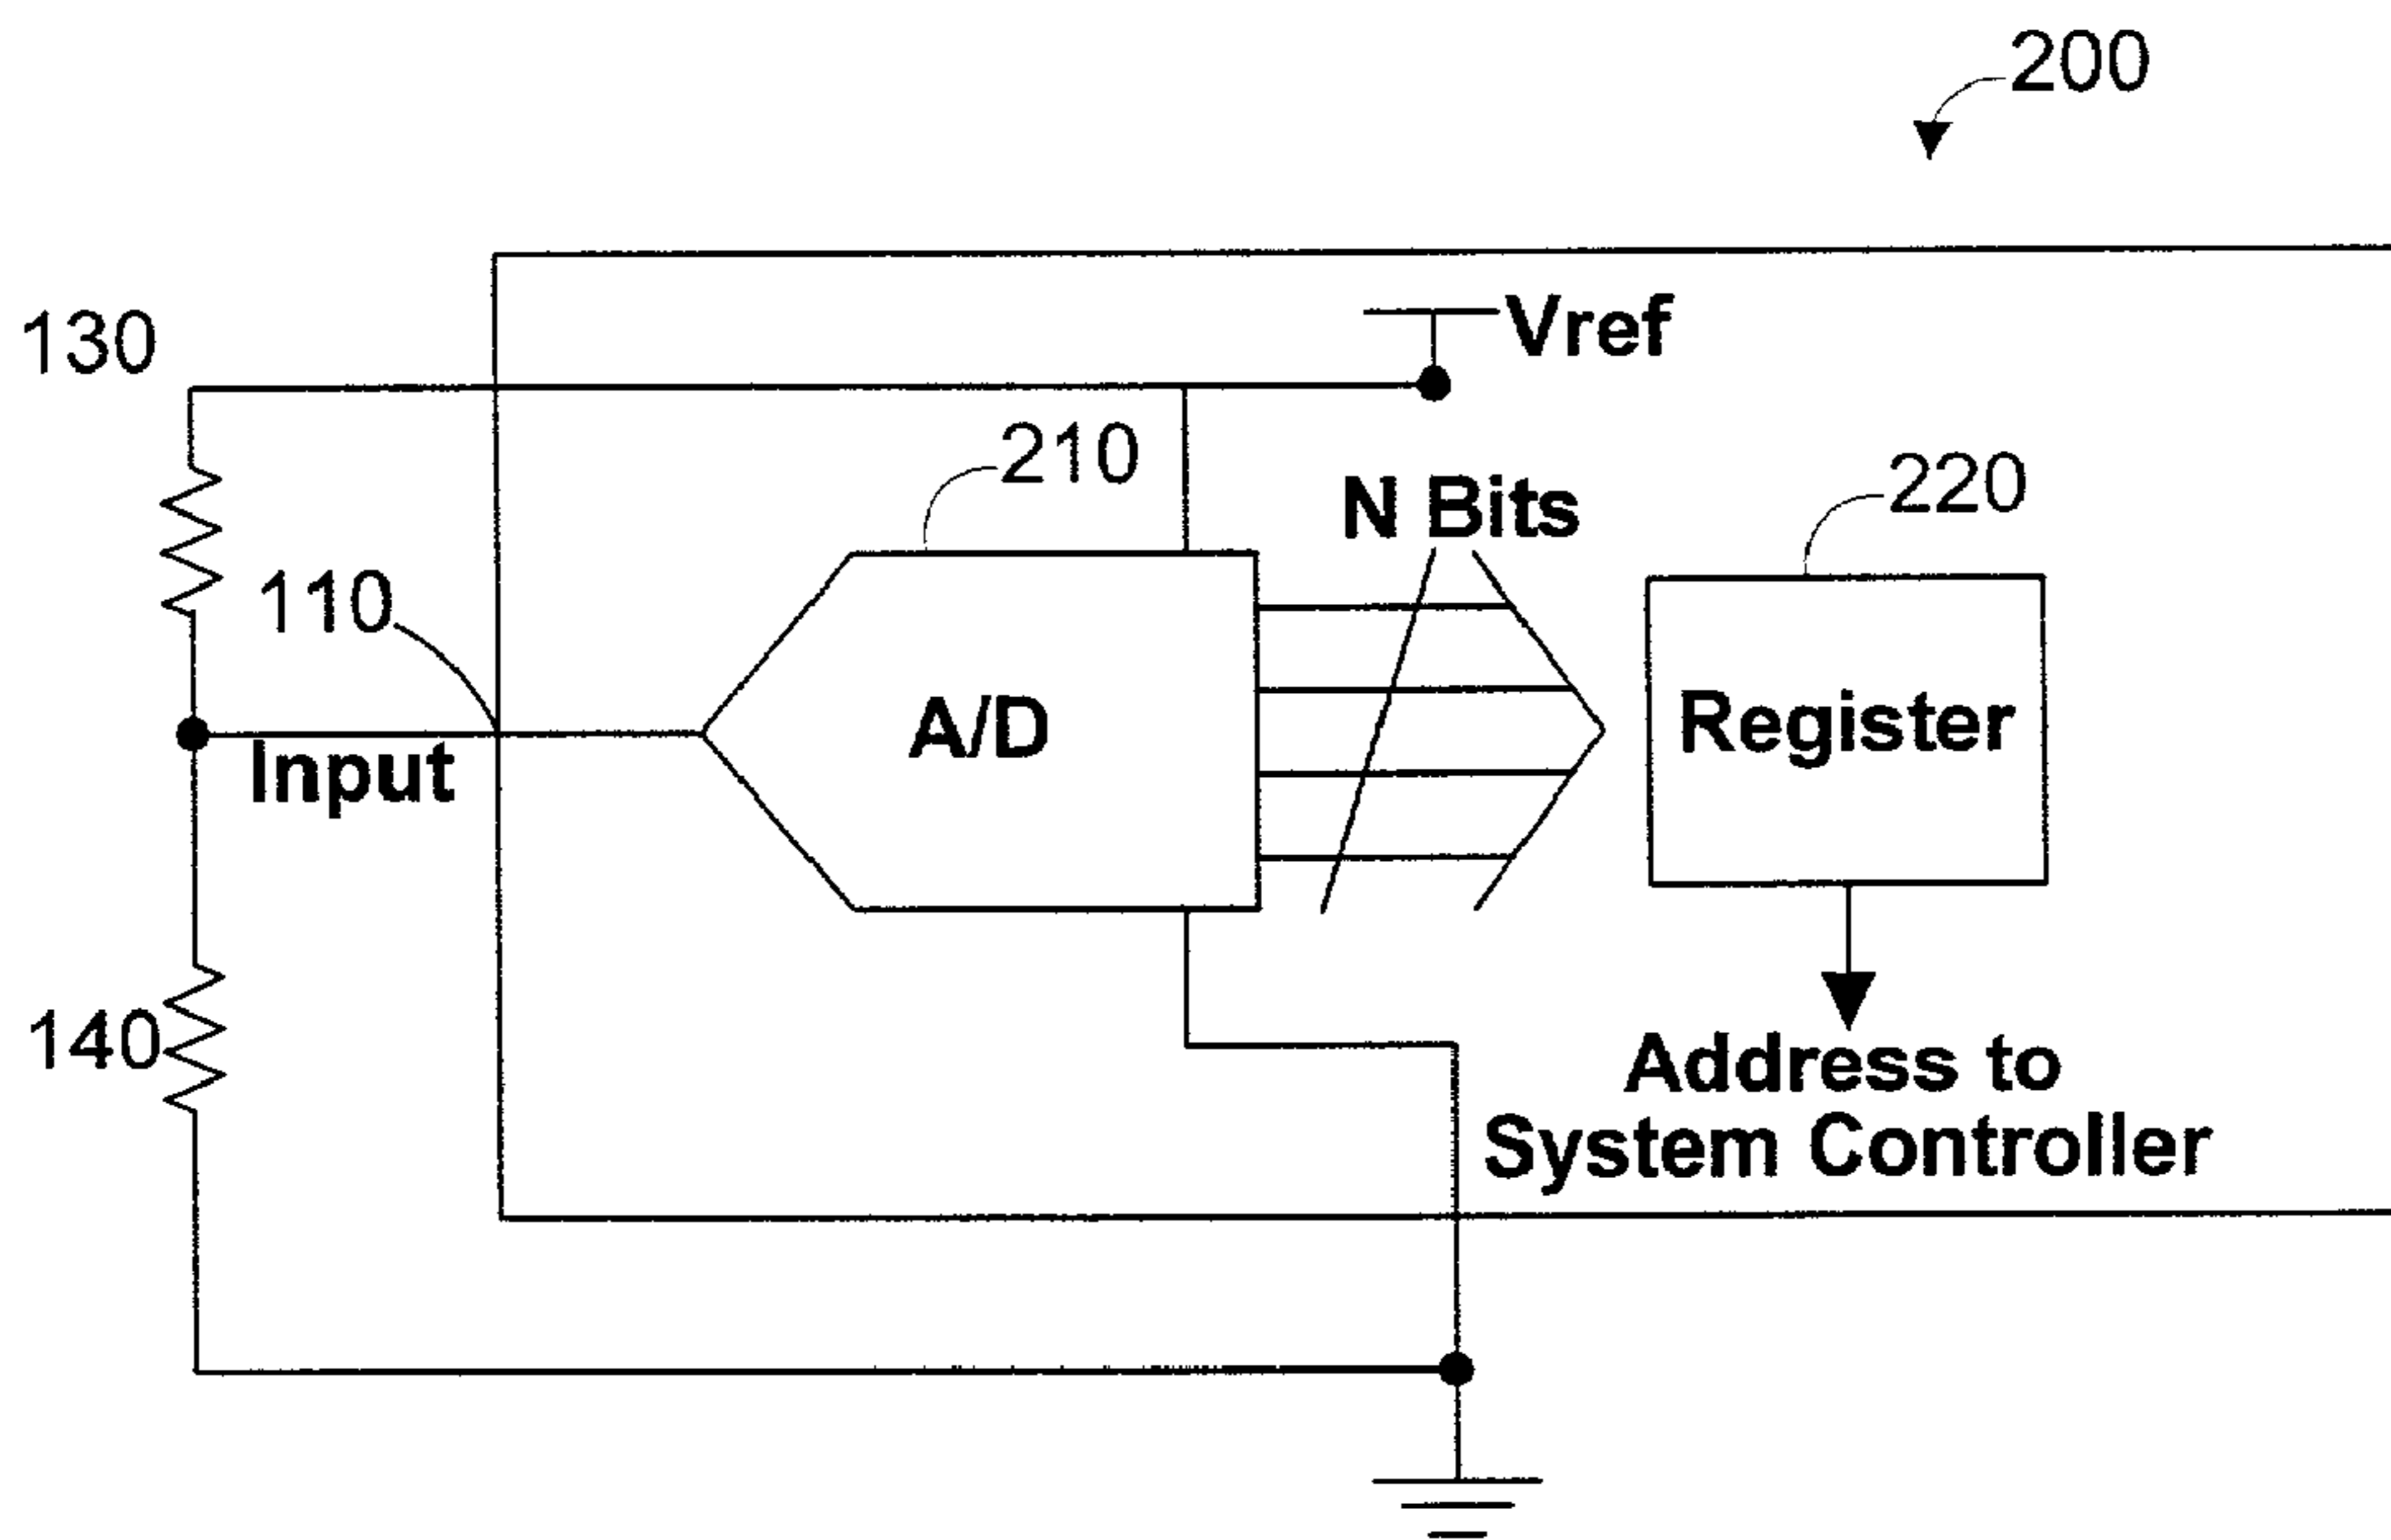 200
130
Vref
210
N Bits
220
110
A/D
Register
Input
140
Address to
System Controller